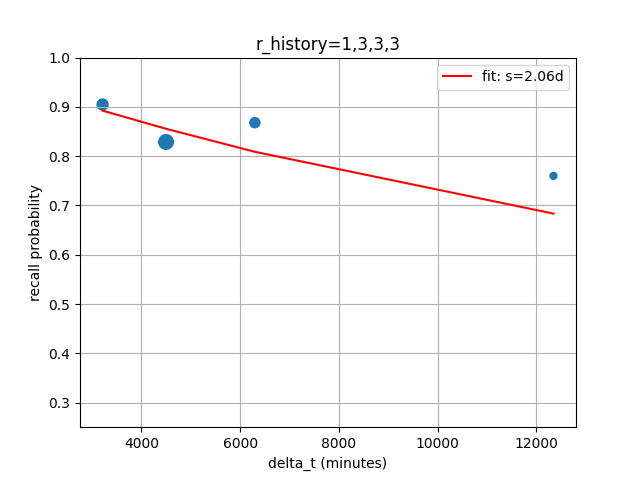 r_history=1,3,3,3
fit: s=2.06d
1.0
0.9
0.8
0.7
0.6
0.5
0.4
0.3
recall probability
4000 6000 8000 10000 12000
delta_t (minutes)